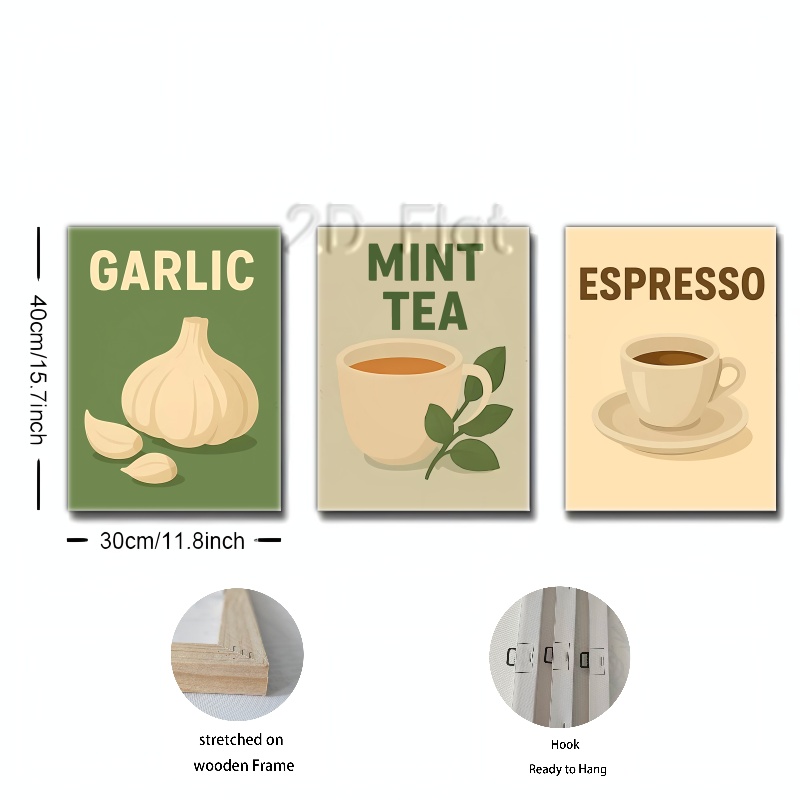 2D Flat
GARLIC
MINT
TEA
ESPRESSO
40cm/15.7inch
30cm/11.8inch
stretched on
wooden Frame
Hook
Ready to Hang